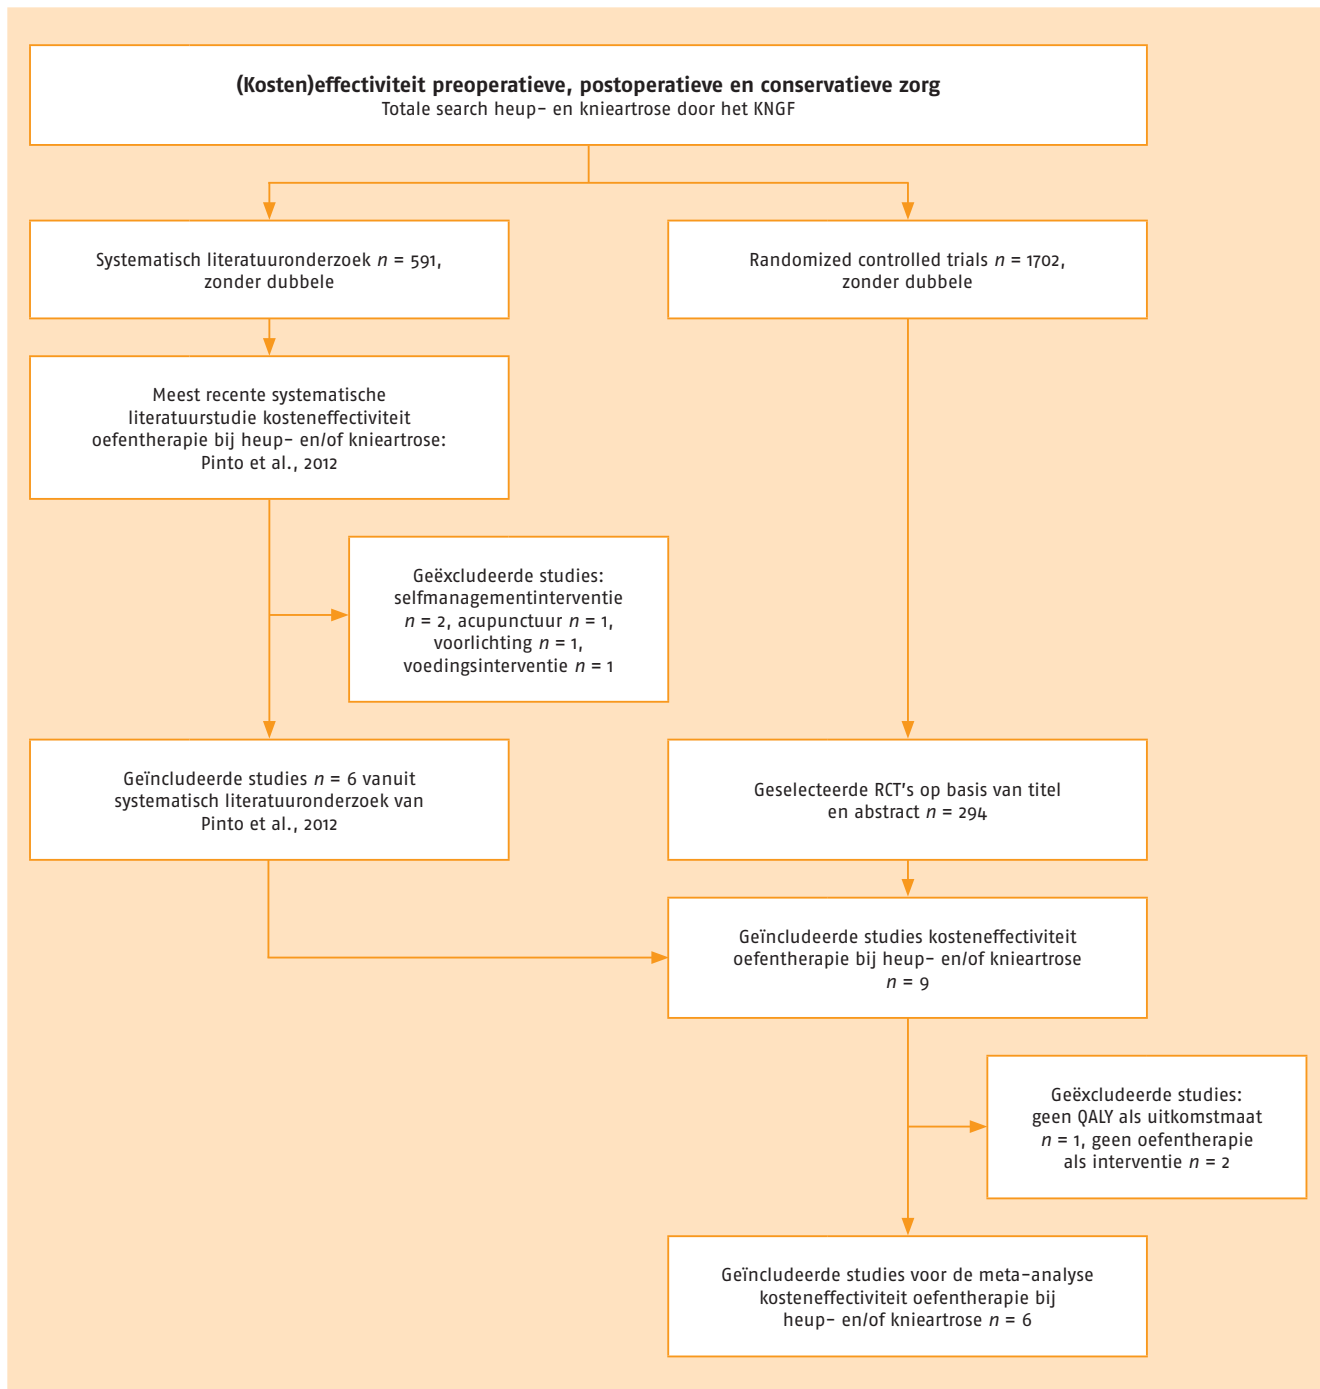 (Kosten)effectiviteit preoperatieve, postoperatieve en conservatieve zorg
Totale search heup- en knieartrose door het KNGF
Systematisch literatuuronderzoek n = 591,
zonder dubbele
Randomized controlled trials n = 1702,
zonder dubbele
Meest recente systematische
literatuurstudie kosteneffectiviteit
oefentherapie bij heup- en/of knieartrose:
Pinto et al., 2012
Geëxcludeerde studies:
selfmanagementinterventie
n = 2, acupunctuur n = 1,
voorlichting n = 1,
voedingsinterventie n = 1
Geïncludeerde studies n = 6 vanuit
systematisch literatuuronderzoek van
Pinto et al., 2012
Geselecteerde RCT's op basis van titel
en abstract n = 294
Geïncludeerde studies kosteneffectiviteit
oefentherapie bij heup- en/of knieartrose
n = 9
Geëxcludeerde studies:
geen QALY als uitkomstmaat
n = 1, geen oefentherapie
als interventie n = 2
Geïncludeerde studies voor de meta-analyse
kosteneffectiviteit oefentherapie bij
heup- en/of knieartrose n = 6